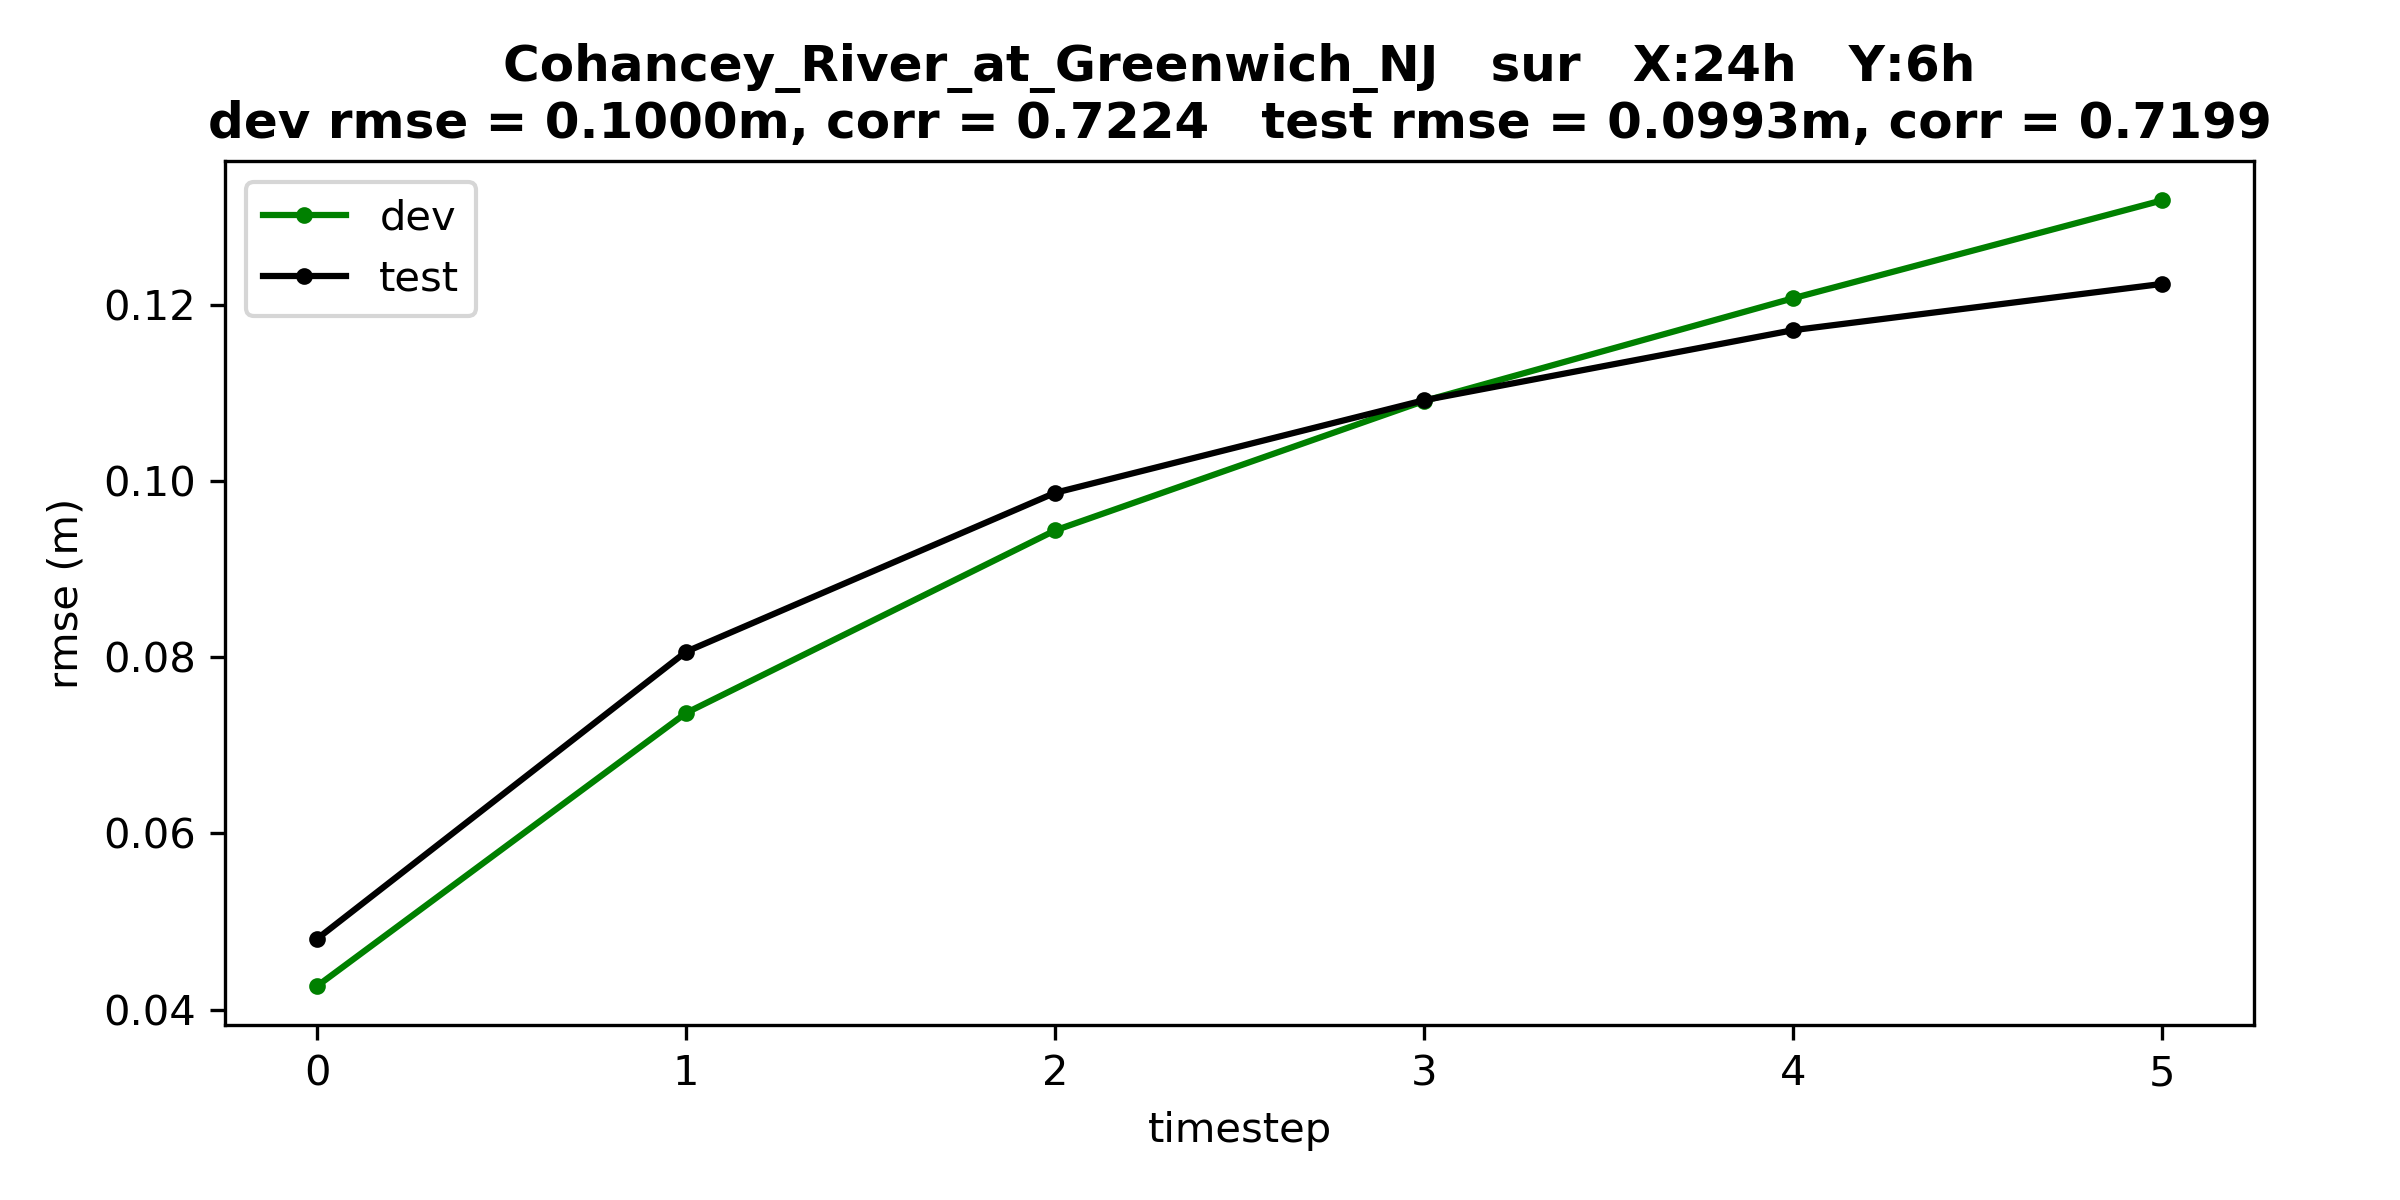 Cohancey_River_at_Greenwich_NJ sur X:24h Y:6h
dev rmse = 0.1000m, corr = 0.7224 test rmse = 0.0993m, corr = 0.7199
dev
test
0.12
0.10
0.08
0.06
0.04
rmse (m)
0 1 2 3 4 5
timestep